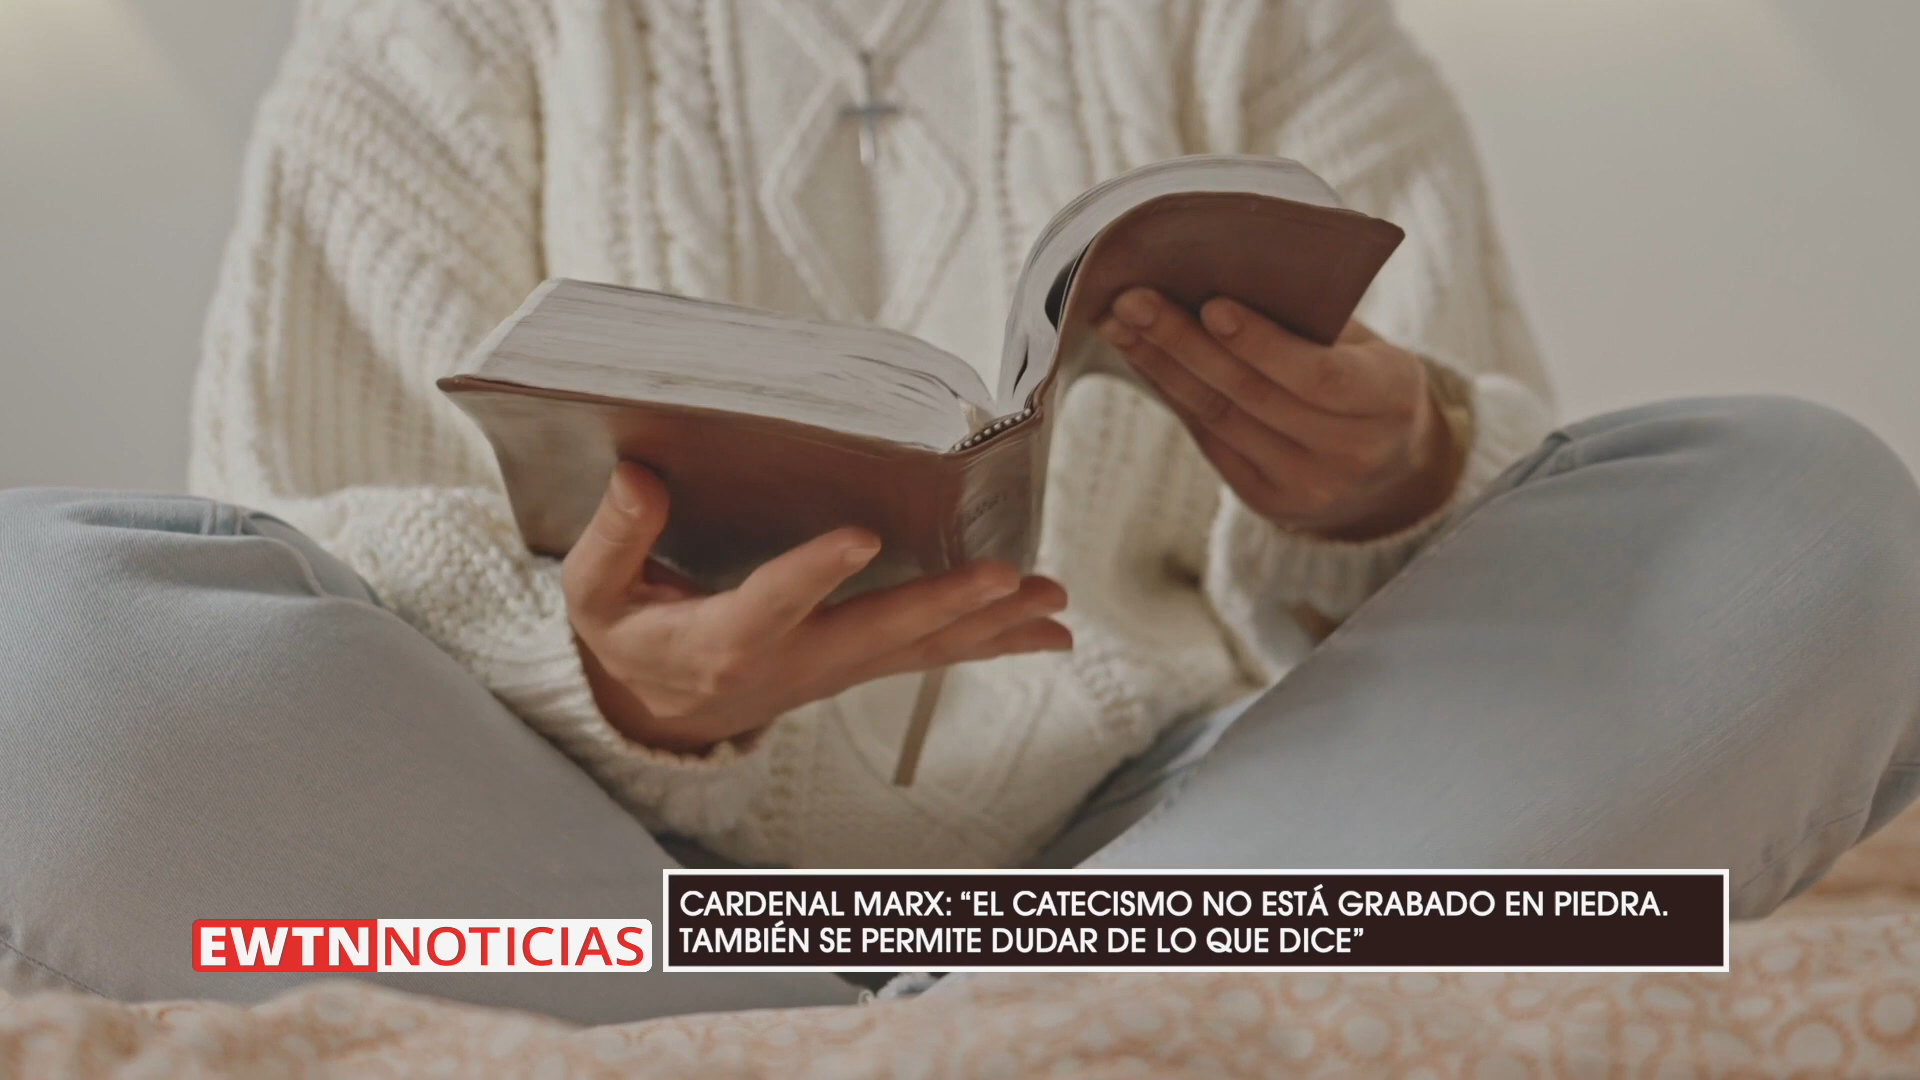 CARDENAL MARX: “EL CATECISMO NO ESTÁ GRABADO EN PIEDRA.
TAMBIÉN SE PERMITE DUDAR DE LO QUE DICE”
EWTN NOTICIAS